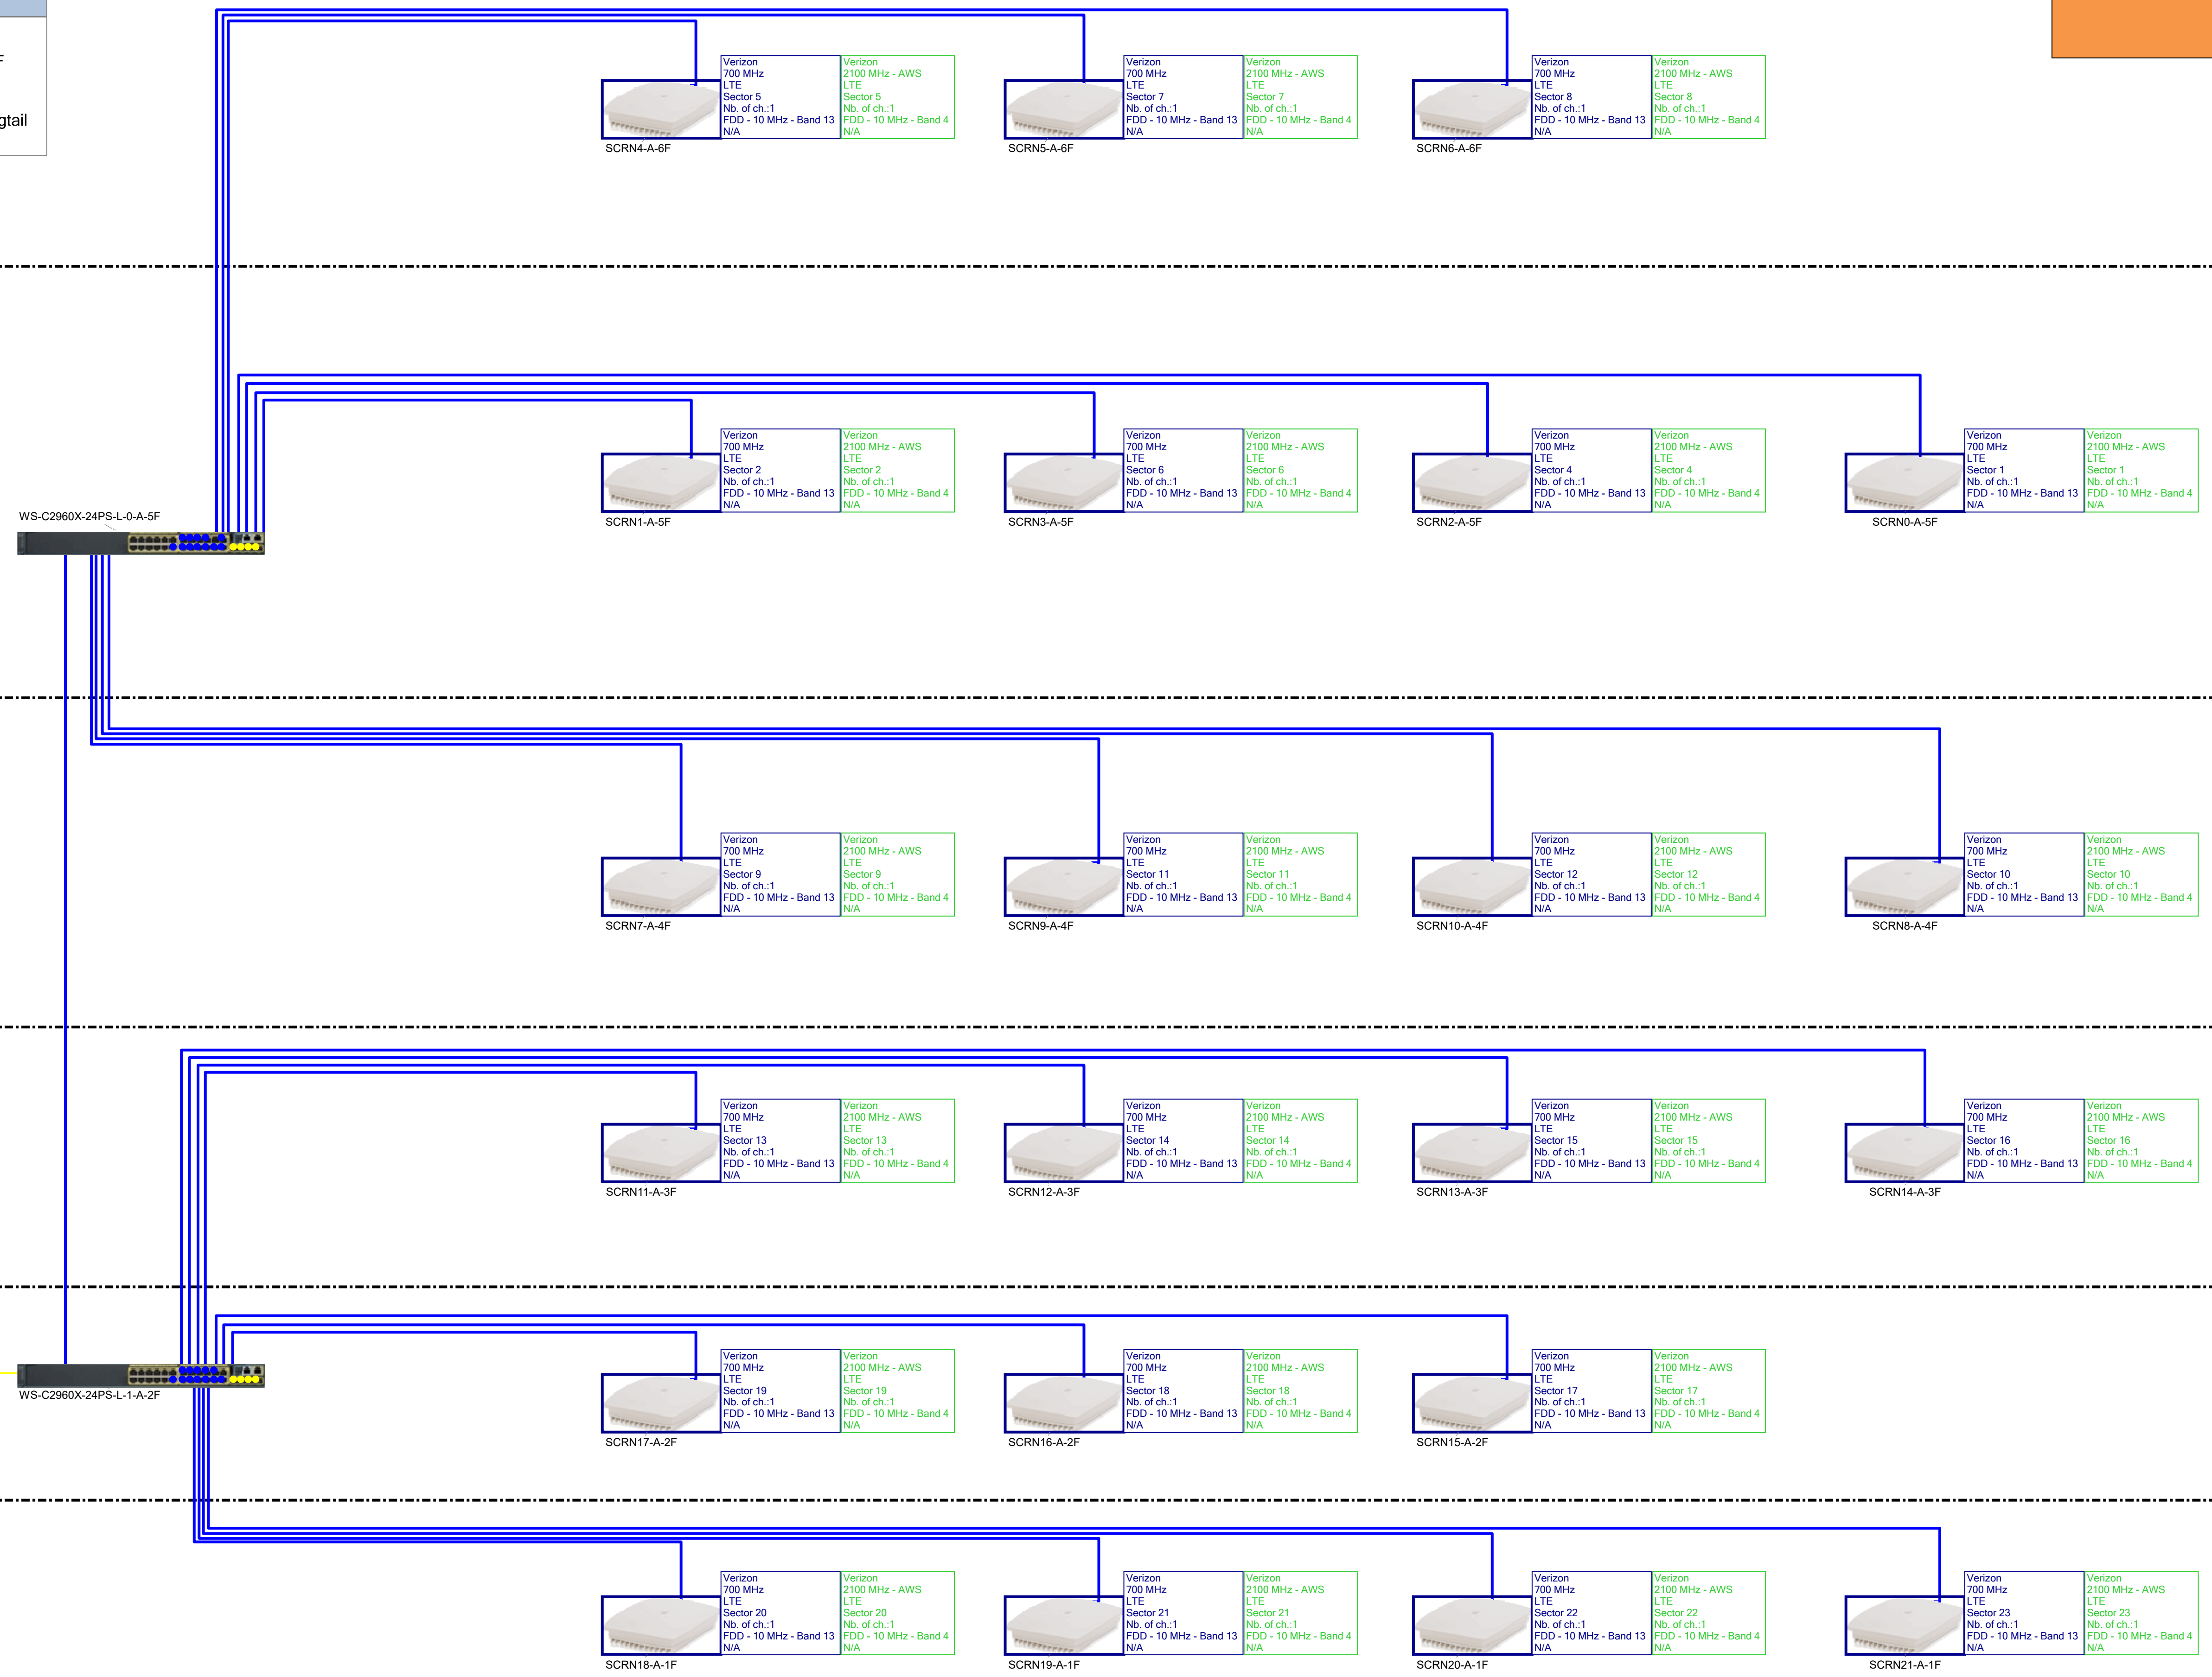 F
gtail
Verizon
700 MHz
LTE
Sector 5
Nb. of ch.:1
FDD - 10 MHz - Band 13
N/A
Verizon
2100 MHz - AWS
LTE
Sector 5
Nb. of ch.:1
FDD - 10 MHz - Band 4
N/A
SCRN4-A-6F
Verizon
700 MHz
LTE
Sector 7
Nb. of ch.:1
FDD - 10 MHz - Band 13
N/A
Verizon
2100 MHz - AWS
LTE
Sector 7
Nb. of ch.:1
FDD - 10 MHz - Band 4
N/A
SCRN5-A-6F
Verizon
700 MHz
LTE
Sector 8
Nb. of ch.:1
FDD - 10 MHz - Band 13
N/A
Verizon
2100 MHz - AWS
LTE
Sector 8
Nb. of ch.:1
FDD - 10 MHz - Band 4
N/A
SCRN6-A-6F
WS-C2960X-24PS-L-0-A-5F
Verizon
700 MHz
LTE
Sector 2
Nb. of ch.:1
FDD - 10 MHz - Band 13
N/A
Verizon
2100 MHz - AWS
LTE
Sector 2
Nb. of ch.:1
FDD - 10 MHz - Band 4
N/A
SCRN1-A-5F
Verizon
700 MHz
LTE
Sector 6
Nb. of ch.:1
FDD - 10 MHz - Band 13
N/A
Verizon
2100 MHz - AWS
LTE
Sector 6
Nb. of ch.:1
FDD - 10 MHz - Band 4
N/A
SCRN3-A-5F
Verizon
700 MHz
LTE
Sector 4
Nb. of ch.:1
FDD - 10 MHz - Band 13
N/A
Verizon
2100 MHz - AWS
LTE
Sector 4
Nb. of ch.:1
FDD - 10 MHz - Band 4
N/A
SCRN2-A-5F
Verizon
700 MHz
LTE
Sector 1
Nb. of ch.:1
FDD - 10 MHz - Band 13
N/A
Verizon
2100 MHz - AWS
LTE
Sector 1
Nb. of ch.:1
FDD - 10 MHz - Band 4
N/A
SCRN0-A-5F
Verizon
700 MHz
LTE
Sector 9
Nb. of ch.:1
FDD - 10 MHz - Band 13
N/A
Verizon
2100 MHz - AWS
LTE
Sector 9
Nb. of ch.:1
FDD - 10 MHz - Band 4
N/A
SCRN7-A-4F
Verizon
700 MHz
LTE
Sector 11
Nb. of ch.:1
FDD - 10 MHz - Band 13
N/A
Verizon
2100 MHz - AWS
LTE
Sector 11
Nb. of ch.:1
FDD - 10 MHz - Band 4
N/A
SCRN9-A-4F
Verizon
700 MHz
LTE
Sector 12
Nb. of ch.:1
FDD - 10 MHz - Band 13
N/A
Verizon
2100 MHz - AWS
LTE
Sector 12
Nb. of ch.:1
FDD - 10 MHz - Band 4
N/A
SCRN10-A-4F
Verizon
700 MHz
LTE
Sector 10
Nb. of ch.:1
FDD - 10 MHz - Band 13
N/A
Verizon
2100 MHz - AWS
LTE
Sector 10
Nb. of ch.:1
FDD - 10 MHz - Band 4
N/A
SCRN8-A-4F
Verizon
700 MHz
LTE
Sector 13
Nb. of ch.:1
FDD - 10 MHz - Band 13
N/A
Verizon
2100 MHz - AWS
LTE
Sector 13
Nb. of ch.:1
FDD - 10 MHz - Band 4
N/A
SCRN11-A-3F
Verizon
700 MHz
LTE
Sector 14
Nb. of ch.:1
FDD - 10 MHz - Band 13
N/A
Verizon
2100 MHz - AWS
LTE
Sector 14
Nb. of ch.:1
FDD - 10 MHz - Band 4
N/A
SCRN12-A-3F
Verizon
700 MHz
LTE
Sector 15
Nb. of ch.:1
FDD - 10 MHz - Band 13
N/A
Verizon
2100 MHz - AWS
LTE
Sector 15
Nb. of ch.:1
FDD - 10 MHz - Band 4
N/A
SCRN13-A-3F
Verizon
700 MHz
LTE
Sector 16
Nb. of ch.:1
FDD - 10 MHz - Band 13
N/A
Verizon
2100 MHz - AWS
LTE
Sector 16
Nb. of ch.:1
FDD - 10 MHz - Band 4
N/A
SCRN14-A-3F
WS-C2960X-24PS-L-1-A-2F
Verizon
700 MHz
LTE
Sector 19
Nb. of ch.:1
FDD - 10 MHz - Band 13
N/A
Verizon
2100 MHz - AWS
LTE
Sector 19
Nb. of ch.:1
FDD - 10 MHz - Band 4
N/A
SCRN17-A-2F
Verizon
700 MHz
LTE
Sector 18
Nb. of ch.:1
FDD - 10 MHz - Band 13
N/A
Verizon
2100 MHz - AWS
LTE
Sector 18
Nb. of ch.:1
FDD - 10 MHz - Band 4
N/A
SCRN16-A-2F
Verizon
700 MHz
LTE
Sector 17
Nb. of ch.:1
FDD - 10 MHz - Band 13
N/A
Verizon
2100 MHz - AWS
LTE
Sector 17
Nb. of ch.:1
FDD - 10 MHz - Band 4
N/A
SCRN15-A-2F
Verizon
700 MHz
LTE
Sector 20
Nb. of ch.:1
FDD - 10 MHz - Band 13
N/A
Verizon
2100 MHz - AWS
LTE
Sector 20
Nb. of ch.:1
FDD - 10 MHz - Band 4
N/A
SCRN18-A-1F
Verizon
700 MHz
LTE
Sector 21
Nb. of ch.:1
FDD - 10 MHz - Band 13
N/A
Verizon
2100 MHz - AWS
LTE
Sector 21
Nb. of ch.:1
FDD - 10 MHz - Band 4
N/A
SCRN19-A-1F
Verizon
700 MHz
LTE
Sector 22
Nb. of ch.:1
FDD - 10 MHz - Band 13
N/A
Verizon
2100 MHz - AWS
LTE
Sector 22
Nb. of ch.:1
FDD - 10 MHz - Band 4
N/A
SCRN20-A-1F
Verizon
700 MHz
LTE
Sector 23
Nb. of ch.:1
FDD - 10 MHz - Band 13
N/A
Verizon
2100 MHz - AWS
LTE
Sector 23
Nb. of ch.:1
FDD - 10 MHz - Band 4
N/A
SCRN21-A-1F